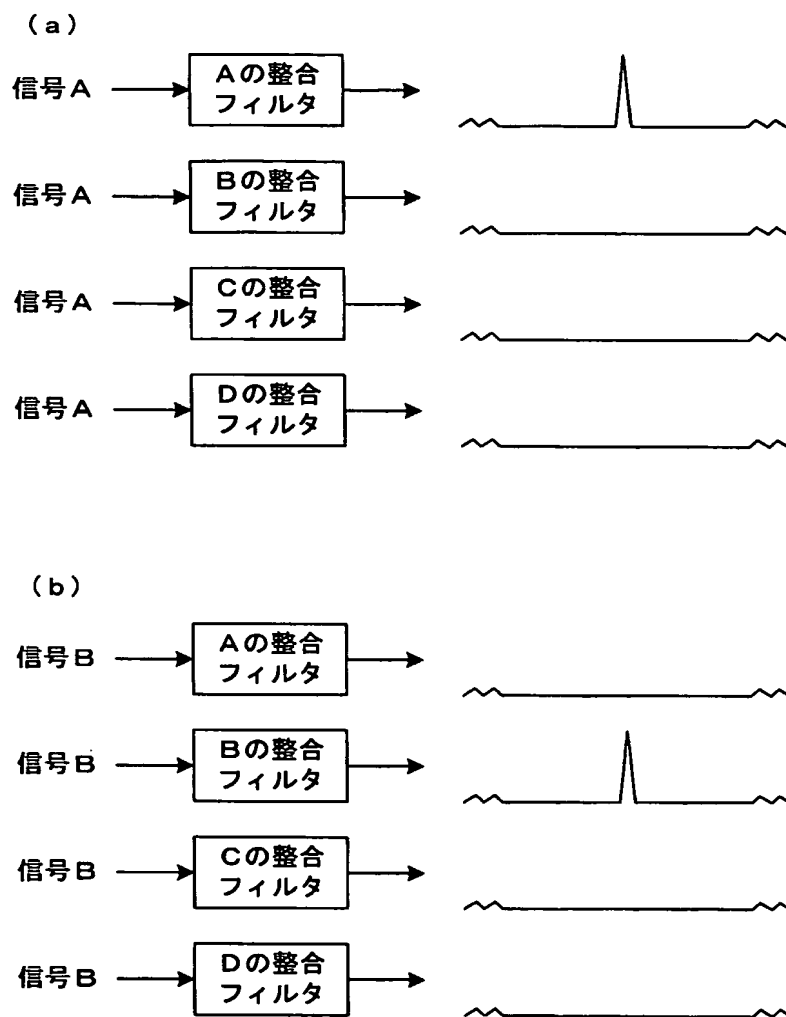 (a)
信号A
Aの整合
フィルタ
信号A
Bの整合
フィルタ
信号A
Cの整合
フィルタ
信号A
Dの整合
フィルタ
(b)
信号B
Aの整合
フィルタ
信号B
Bの整合
フィルタ
信号B
Cの整合
フィルタ
信号B
Dの整合
フィルタ